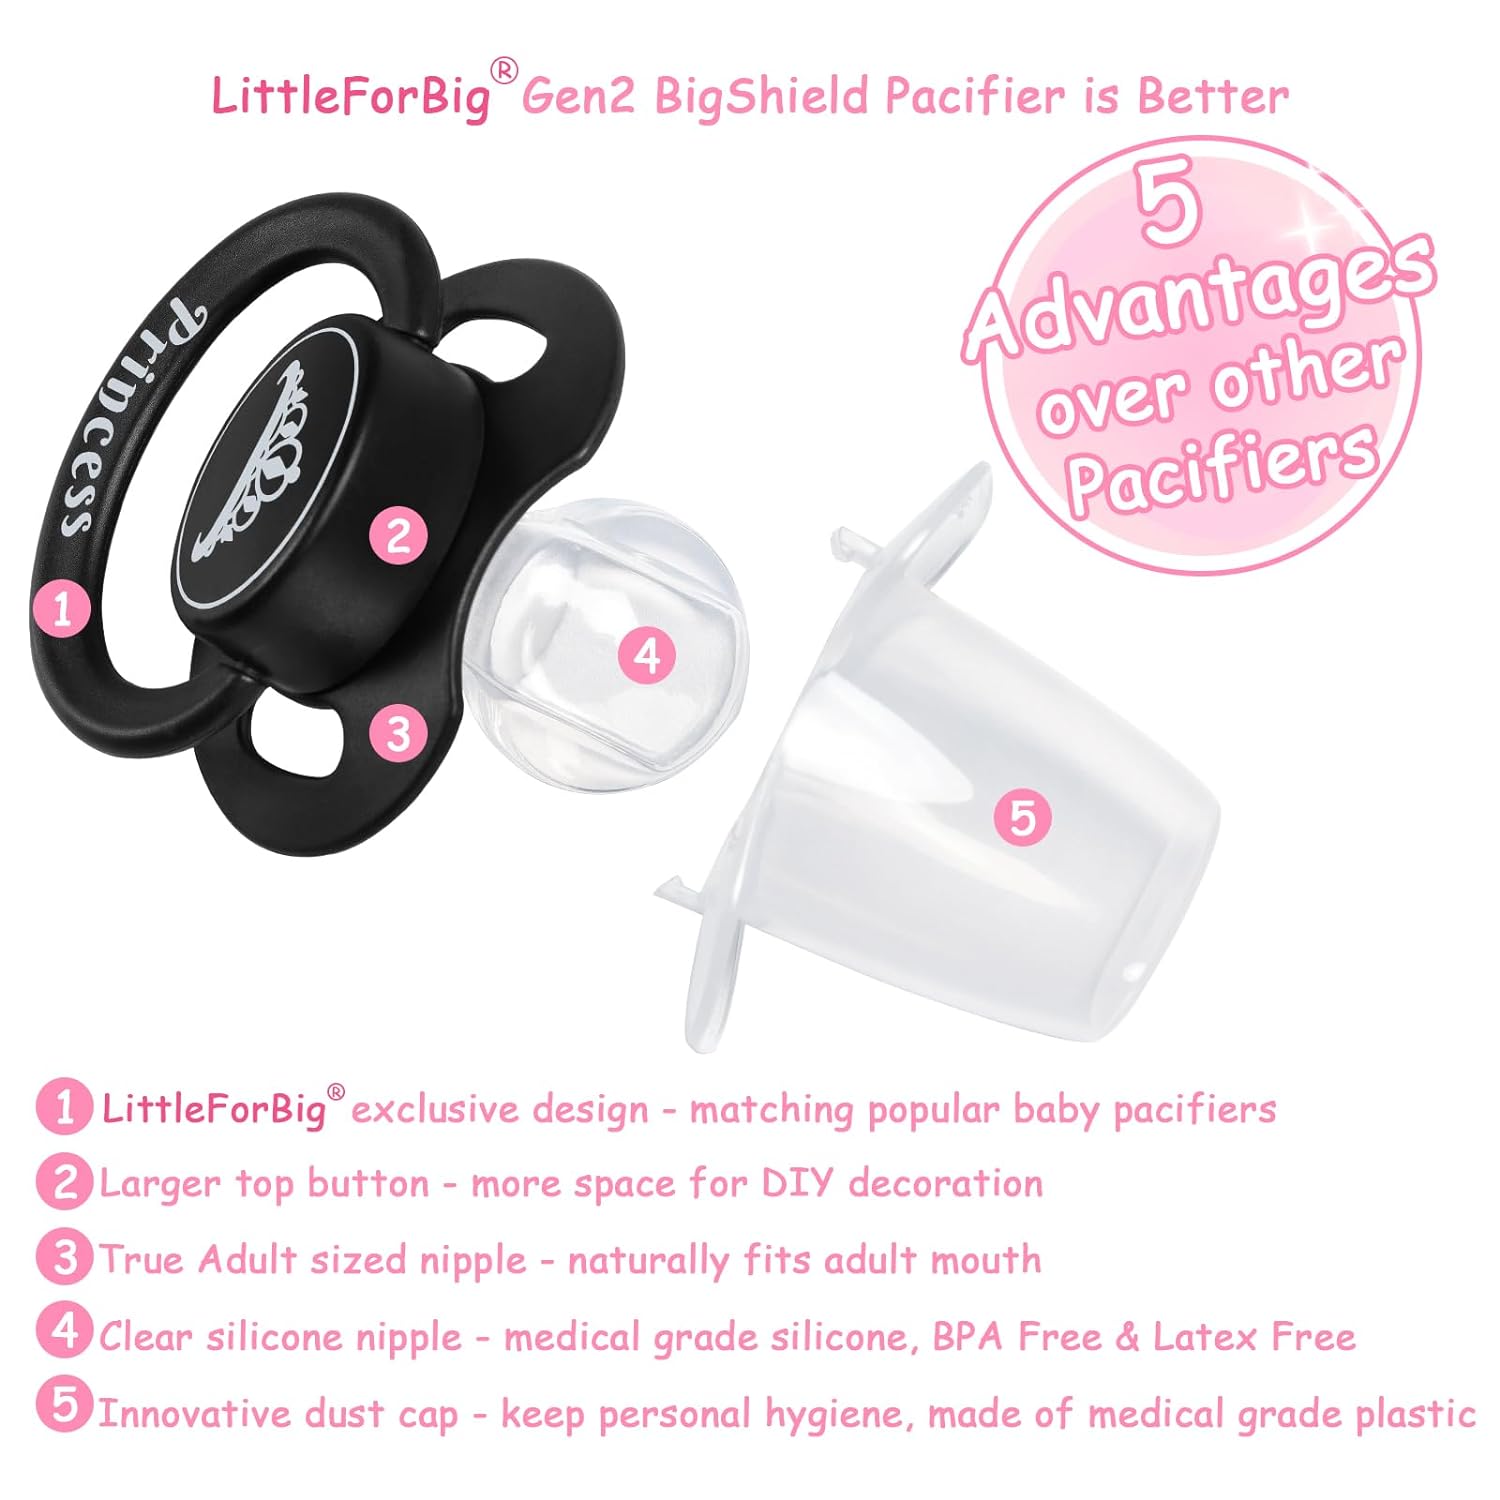 LittleForBig® Gen2 BigShield Pacifier is Better
5
Advantages
over other
Pacifiers
Princess
1
2
3
4
5
1 LittleForBig® exclusive design - matching popular baby pacifiers
2 Larger top button - more space for DIY decoration
3 True Adult sized nipple - naturally fits adult mouth
4 Clear silicone nipple - medical grade silicone, BPA Free & Latex Free
5 Innovative dust cap - keep personal hygiene, made of medical grade plastic